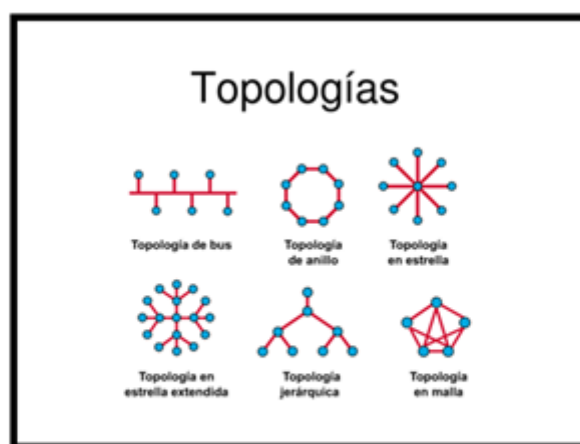 Topologías
Topología de bus
Topología
de anillo
Topología
en estrella
Topología en
estrella extendida
Topología
jerárquica
Topología
en malla